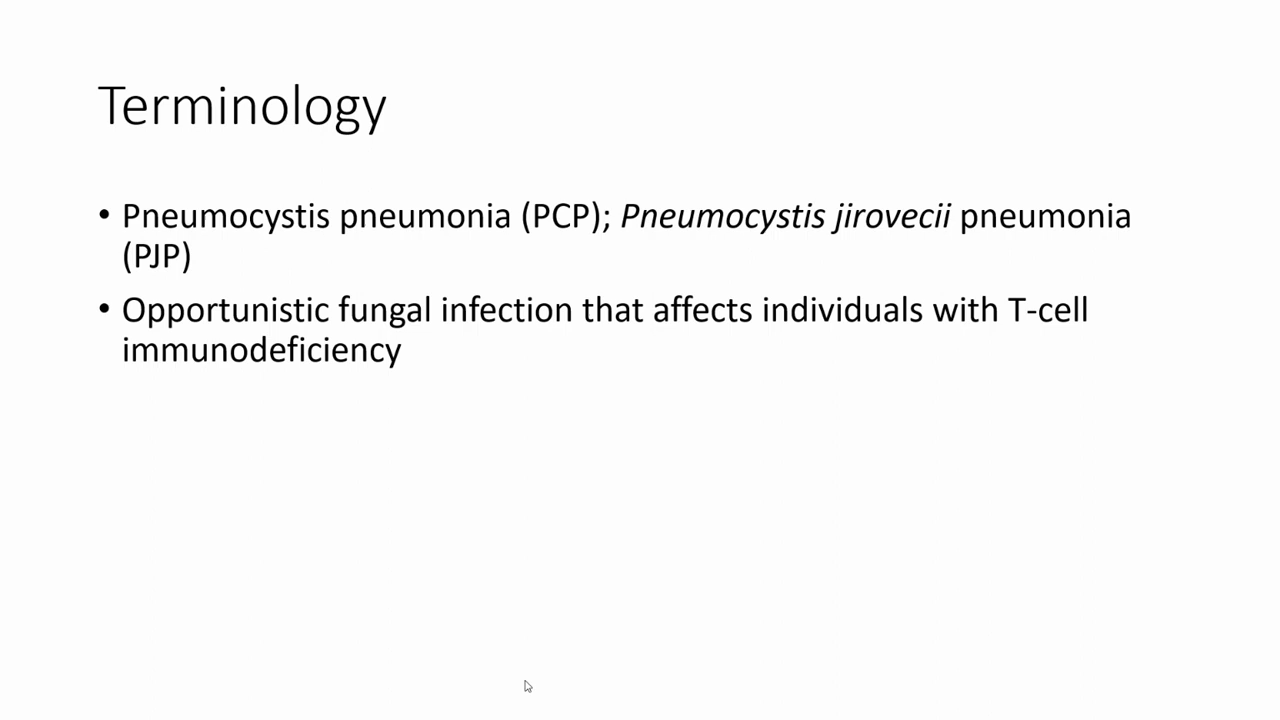 Terminology
• Pneumocystis pneumonia (PCP); Pneumocystis jirovecii pneumonia
(PJP)
• Opportunistic fungal infection that affects individuals with T-cell
immunodeficiency